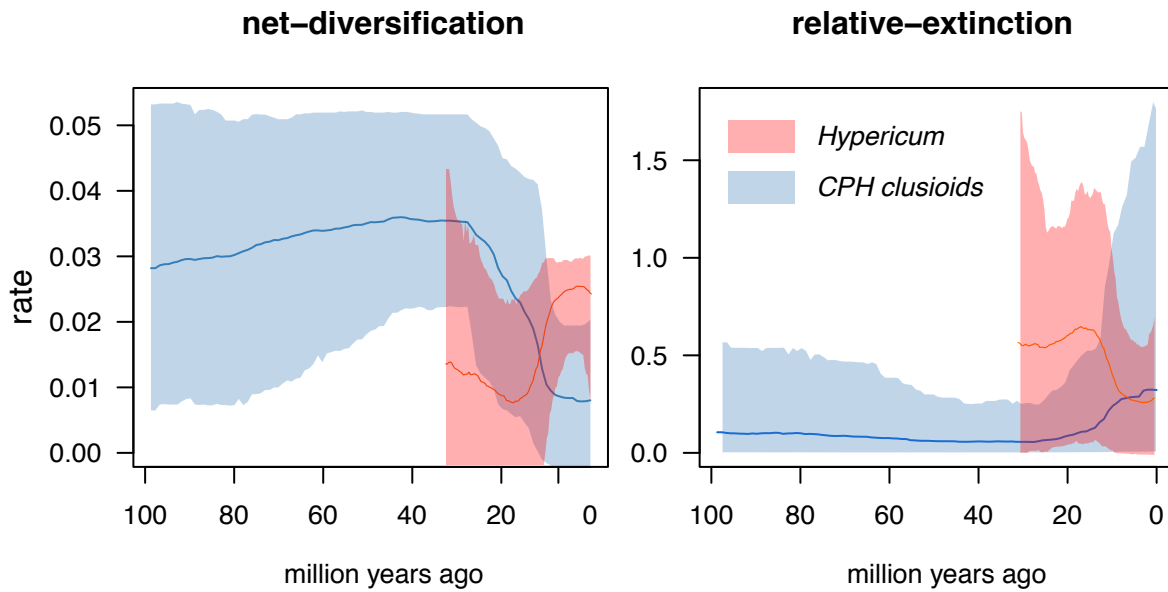 net−diversification
relative−extinction
rate
0.05
0.04
0.03
0.02
0.01
0.00
100 80 60 40 20 0
million years ago
1.5
1.0
0.5
0.0
Hypericum
CPH clusioids
100 80 60 40 20 0
million years ago